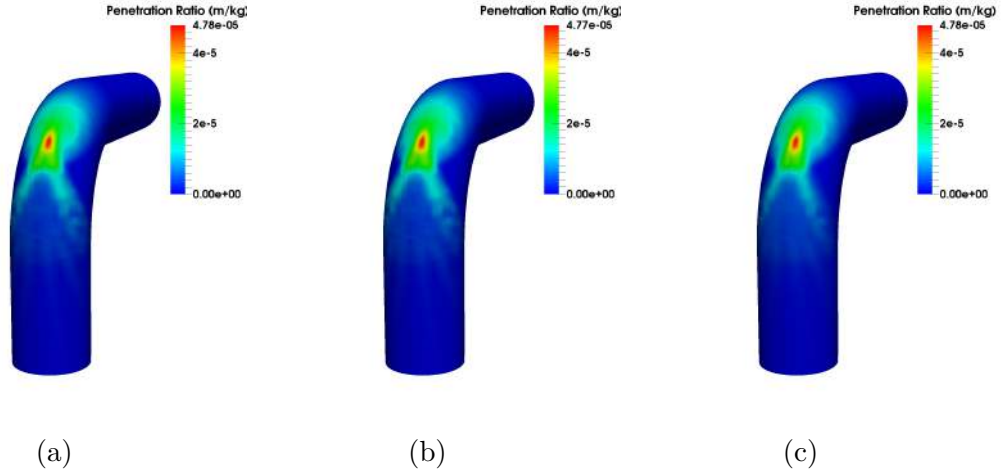 Penetration Ratio (m/kg)
4.78e-05
4e-5
2e-5
0.00e+00
Penetration Ratio (m/kg)
4.77e-05
4e-5
2e-5
0.00e+00
Penetration Ratio (m/kg)
4.78e-05
4e-5
2e-5
0.00e+00
(a)
(b)
(c)